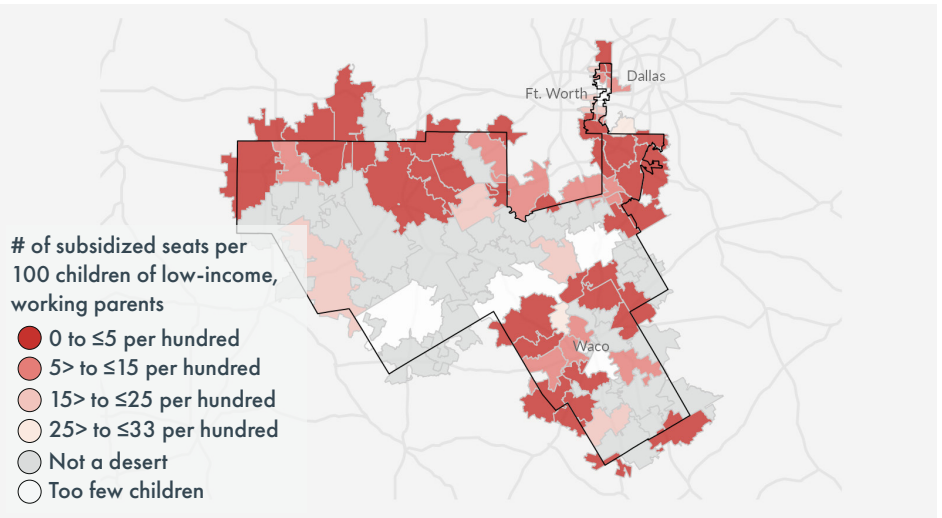 Dallas
Ft. Worth
# of subsidized seats per
100 children of low-income,
working parents
0 to ≤5 per hundred
5> to ≤15 per hundred
15> to ≤25 per hundred
25> to ≤33 per hundred
Not a desert
Too few children
Waco